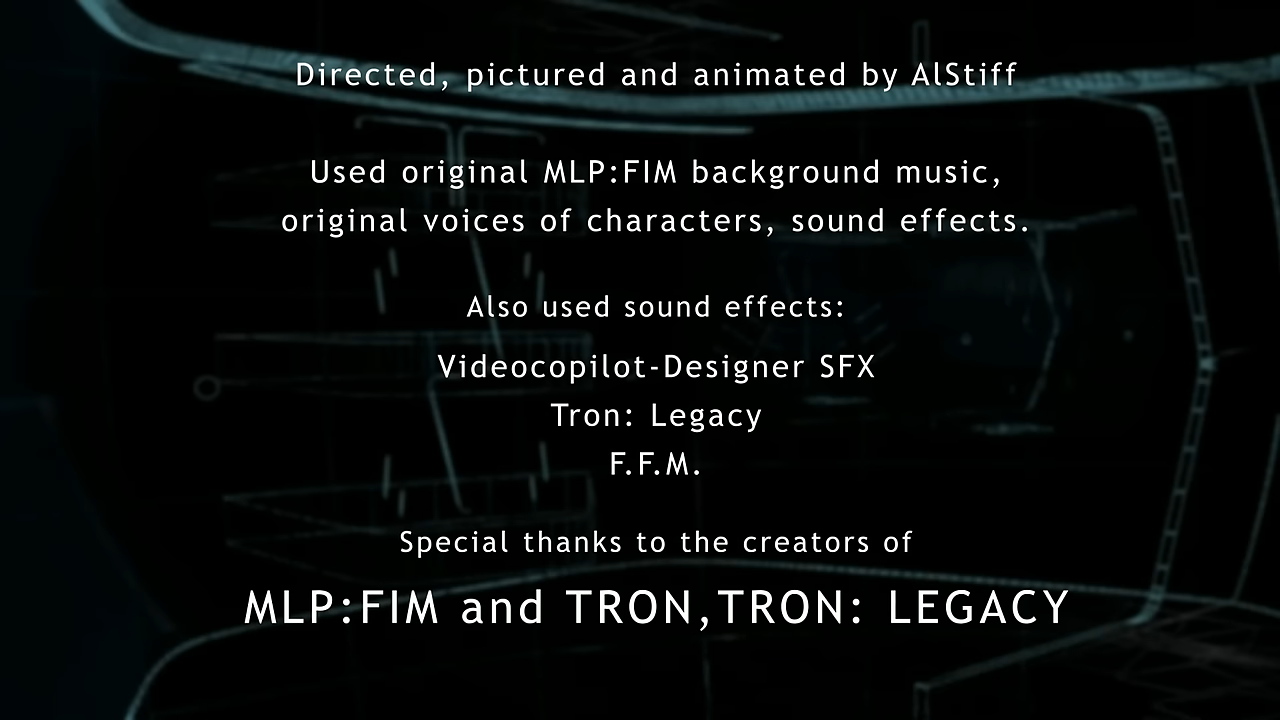 Directed, pictured and animated by AlStiff
Used original MLP:FIM background music,
original voices of characters, sound effects.
Also used sound effects:
Videocopilot-Designer SFX
Tron: Legacy
F.F.M.
Special thanks to the creators of
MLP:FIM and TRON,TRON: LEGACY